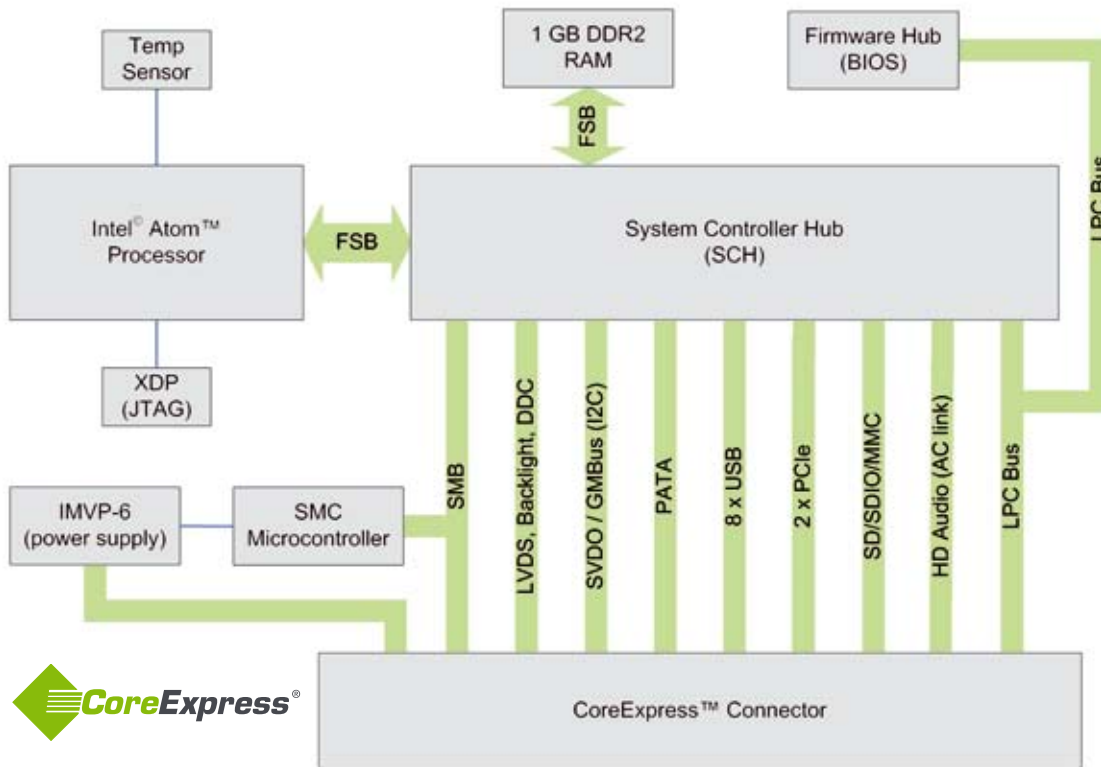 Temp
Sensor
1 GB DDR2
RAM
Firmware Hub
(BIOS)
FSB
LPC Bus
Intel© Atom™
Processor
FSB
System Controller Hub
(SCH)
XDP
(JTAG)
IMVP-6
(power supply)
SMC
Microcontroller
SMB
LVDS, Backlight, DDC
SVDO / GMBus (I2C)
PATA
8 x USB
2 x PCIe
SD/SDIO/MMC
HD Audio (AC link)
LPC Bus
CoreExpress®
CoreExpress™ Connector